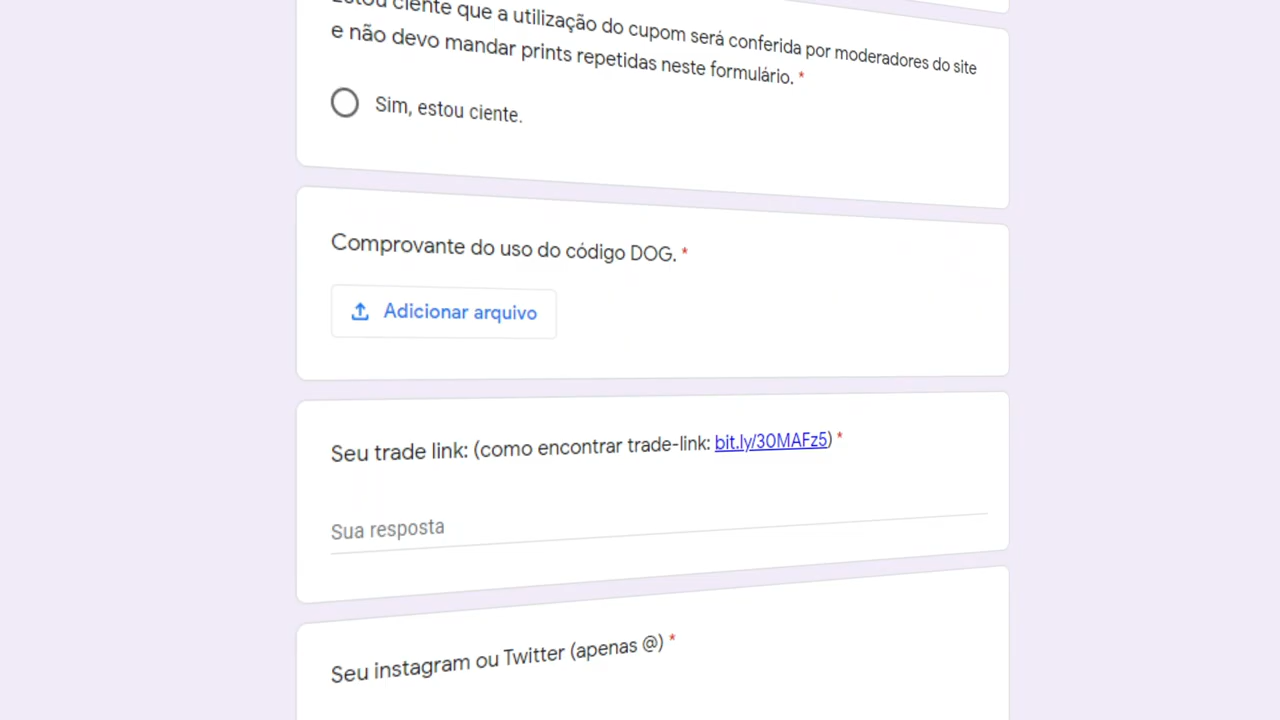 Estou ciente que a utilização do cupom será conferida por moderadores do site
e não devo mandar prints repetidas neste formulário. *
Sim, estou ciente.
Comprovante do uso do código DOG. *
Adicionar arquivo
Seu trade link: (como encontrar trade-link: bit.ly/30MAFz5) *
Sua resposta
Seu instagram ou Twitter (apenas @) *